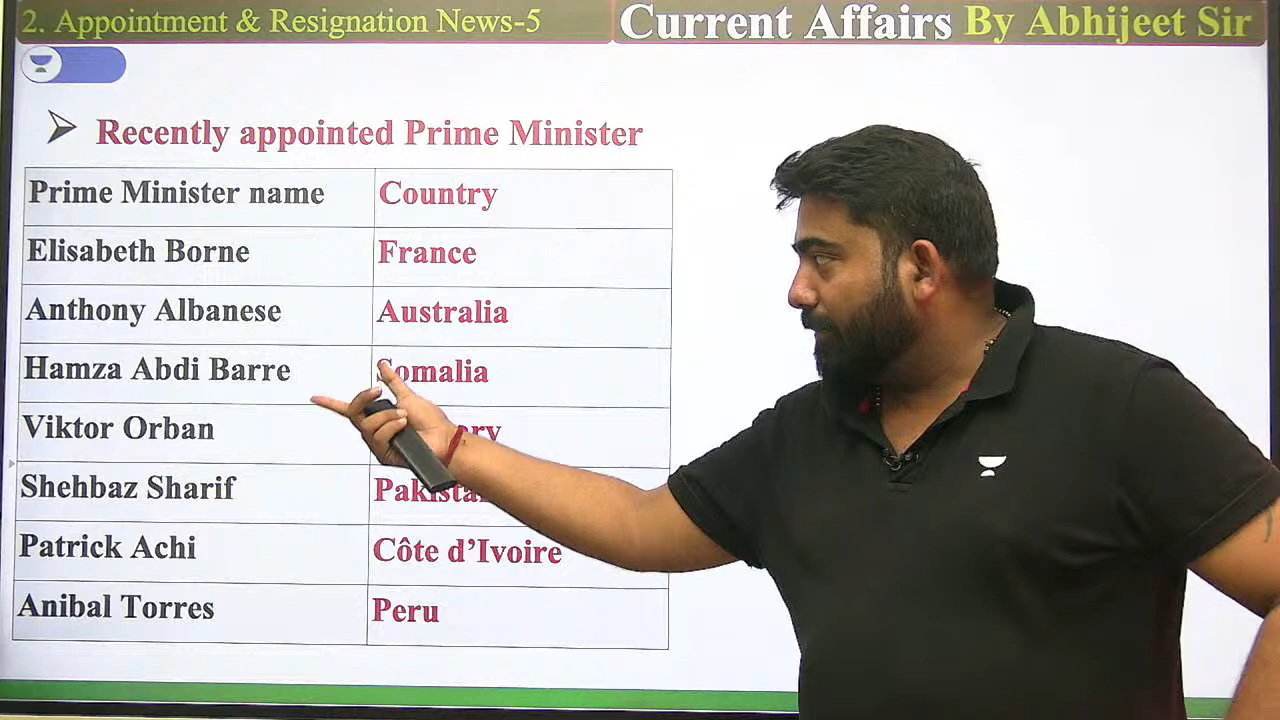 2. Appointment & Resignation News-5
Current Affairs By Abhijeet Sir
Recently appointed Prime Minister
Prime Minister name Country
Elisabeth Borne France
Anthony Albanese Australia
Hamza Abdi Barre Somalia
Viktor Orban
Shehbaz Sharif Pakistan
Patrick Achi Côte d’Ivoire
Anibal Torres Peru